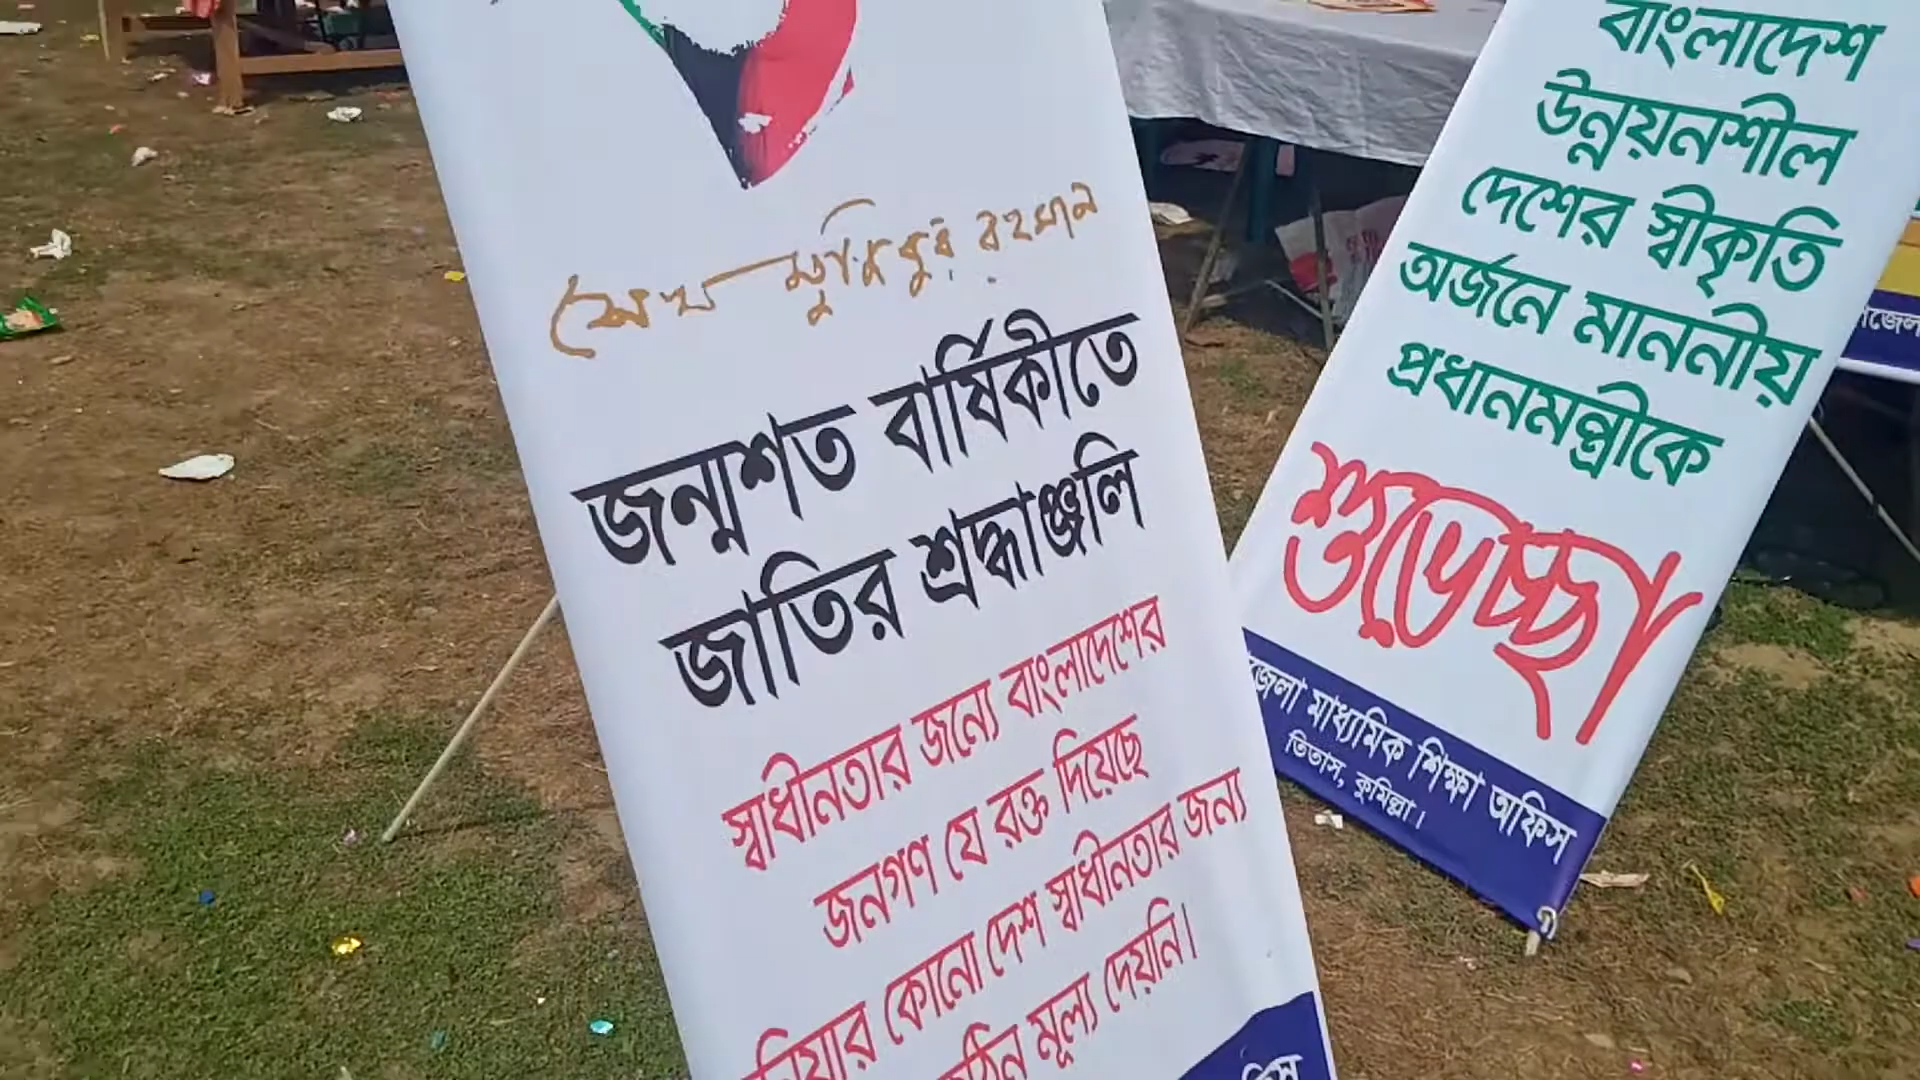 শেখ মুজিবুর রহমান
জন্মশত বার্ষিকীতে
জাতির শ্রদ্ধাঞ্জলি
স্বাধীনতার জন্যে বাংলাদেশের
জনগণ যে রক্ত দিয়েছে
কোনো দেশ স্বাধীনতার জন্য
মূল্য দেয়নি।
বাংলাদেশ
উন্নয়নশীল
দেশের স্বীকৃতি
অর্জনে মাননীয়
প্রধানমন্ত্রীকে
শুভেচ্ছা
মাধ্যমিক শিক্ষা অফিস
তিতাস, কুমিল্লা।